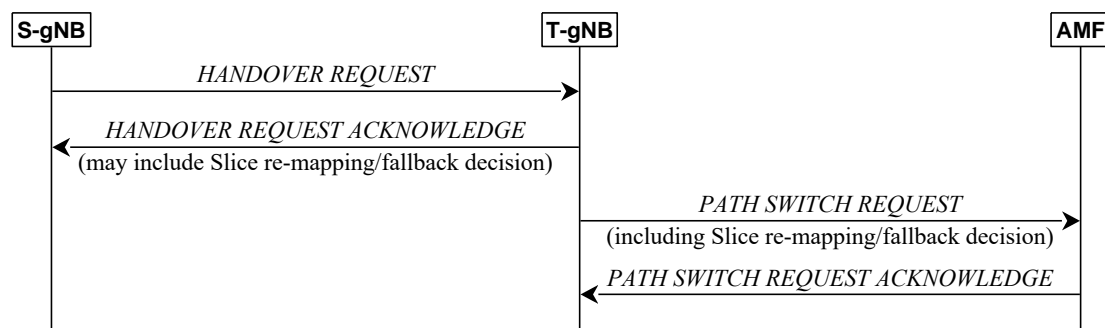 S-gNB T-gNB AMF
HANDOVER REQUEST
HANDOVER REQUEST ACKNOWLEDGE
(may include Slice re-mapping/fallback decision)
PATH SWITCH REQUEST
(including Slice re-mapping/fallback decision)
PATH SWITCH REQUEST ACKNOWLEDGE